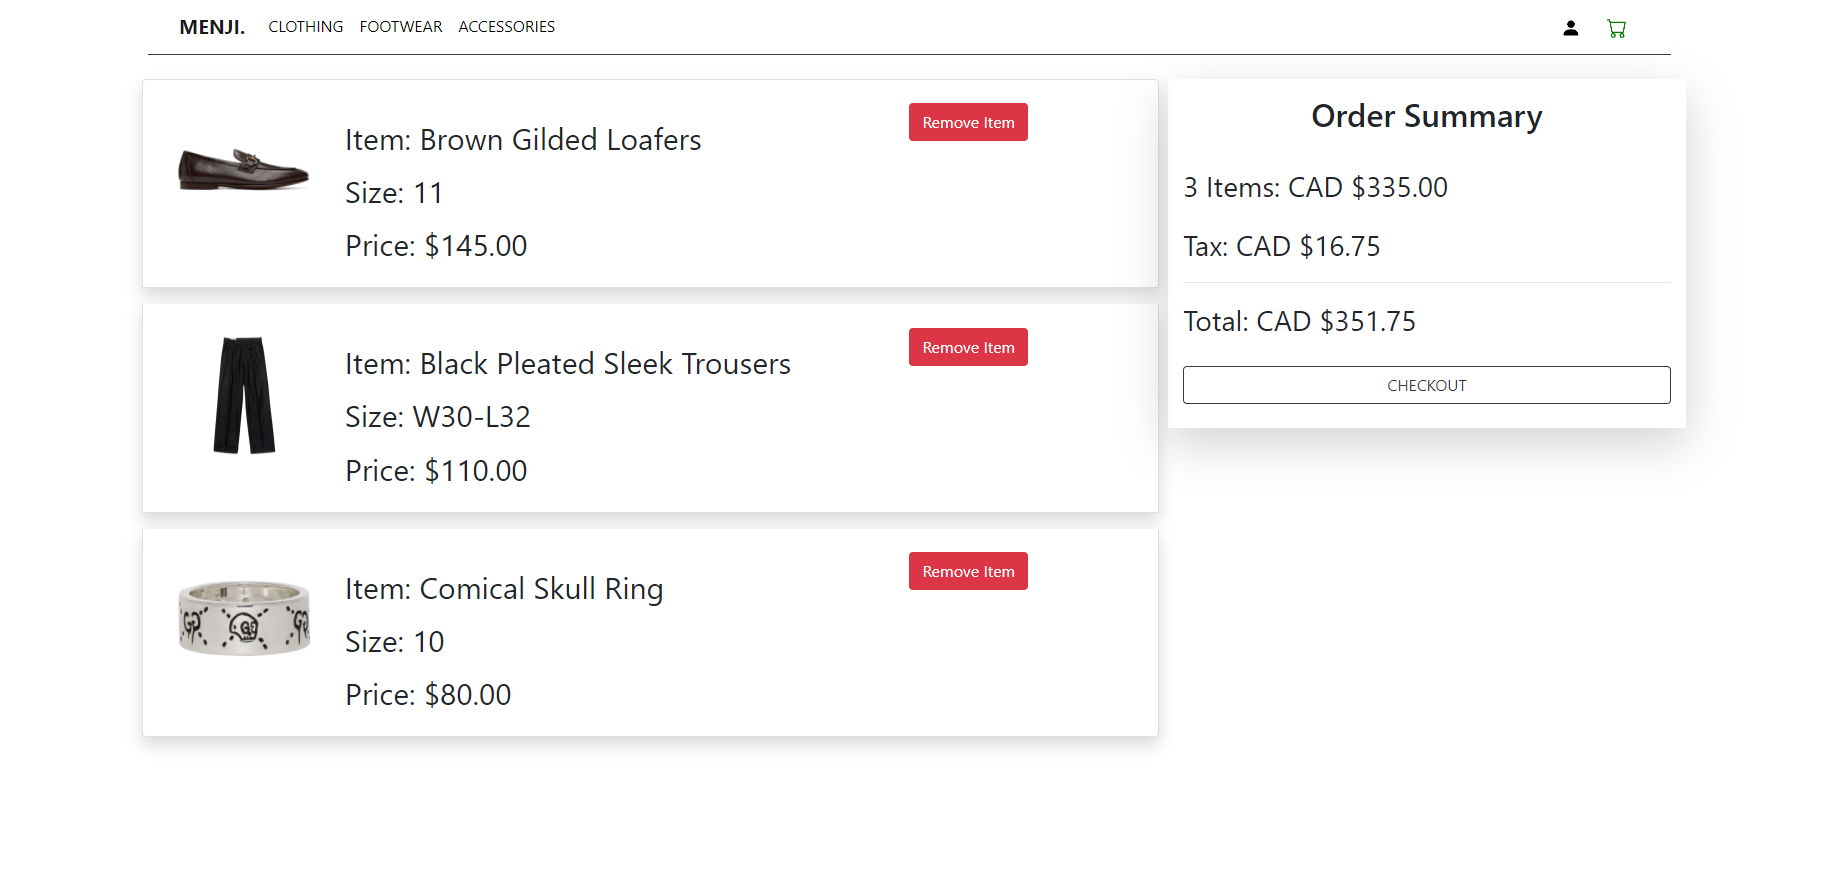 MENJI. CLOTHING FOOTWEAR ACCESSORIES
Item: Brown Gilded Loafers
Size: 11
Price: $145.00
Remove Item
Item: Black Pleated Sleek Trousers
Size: W30-L32
Price: $110.00
Remove Item
Item: Comical Skull Ring
Size: 10
Price: $80.00
Remove Item
Order Summary
3 Items: CAD $335.00
Tax: CAD $16.75
Total: CAD $351.75
CHECKOUT